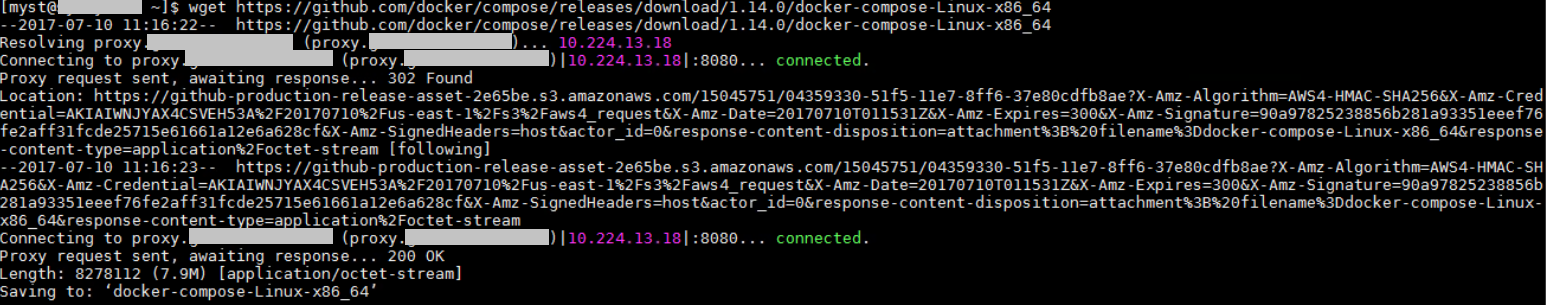 [myst@ ~]$ wget https://github.com/docker/compose/releases/download/1.14.0/docker-compose-Linux-x86_64
--2017-07-10 11:16:22--  https://github.com/docker/compose/releases/download/1.14.0/docker-compose-Linux-x86_64
Resolving proxy. (proxy. )... 10.224.13.18
Connecting to proxy. (proxy. )|10.224.13.18|:8080... connected.
Proxy request sent, awaiting response... 302 Found
Location: https://github-production-release-asset-2e65be.s3.amazonaws.com/15045751/04359330-51f5-11e7-8ff6-37e80cdfb8ae?X-Amz-Algorithm=AWS4-HMAC-SHA256&X-Amz-Cred
ential=AKIAIWNJYAX4CSVEH53A%2F20170710%2Fus-east-1%2Fs3%2Faws4_request&X-Amz-Date=20170710T011531Z&X-Amz-Expires=300&X-Amz-Signature=90a97825238856b281a93351eeef76
fe2aff31fcde25715e61661a12e6a628cf&X-Amz-SignedHeaders=host&actor_id=0&response-content-disposition=attachment%3B%20filename%3Ddocker-compose-Linux-x86_64&response
-content-type=application%2Foctet-stream [following]
--2017-07-10 11:16:23--  https://github-production-release-asset-2e65be.s3.amazonaws.com/15045751/04359330-51f5-11e7-8ff6-37e80cdfb8ae?X-Amz-Algorithm=AWS4-HMAC-SH
A256&X-Amz-Credential=AKIAIWNJYAX4CSVEH53A%2F20170710%2Fus-east-1%2Fs3%2Faws4_request&X-Amz-Date=20170710T011531Z&X-Amz-Expires=300&X-Amz-Signature=90a97825238856b
281a93351eeef76fe2aff31fcde25715e61661a12e6a628cf&X-Amz-SignedHeaders=host&actor_id=0&response-content-disposition=attachment%3B%20filename%3Ddocker-compose-Linux-
x86_64&response-content-type=application%2Foctet-stream
Connecting to proxy. (proxy. )|10.224.13.18|:8080... connected.
Proxy request sent, awaiting response... 200 OK
Length: 8278112 (7.9M) [application/octet-stream]
Saving to: ‘docker-compose-Linux-x86_64’